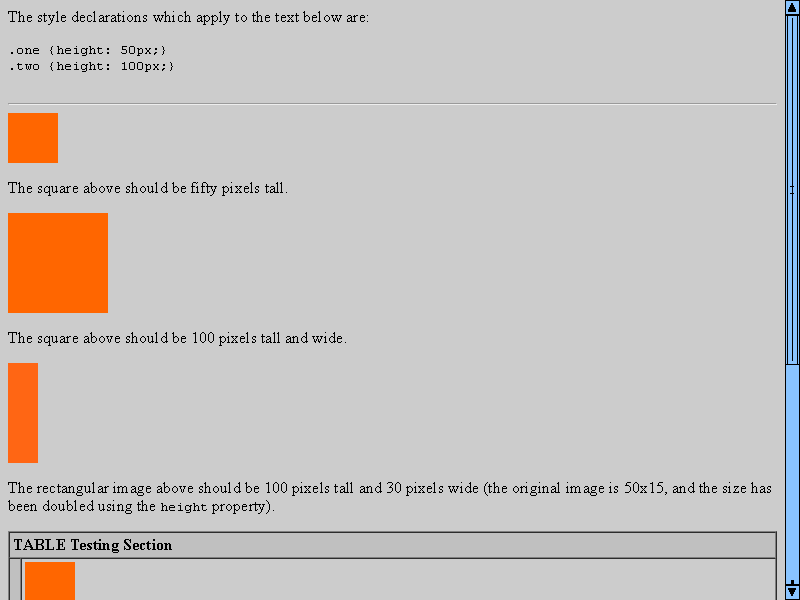 The style declarations which apply to the text below are:
.one {height: 50px;}
.two {height: 100px;}
The square above should be fifty pixels tall.
The square above should be 100 pixels tall and wide.
The rectangular image above should be 100 pixels tall and 30 pixels wide (the original image is 50x15, and the size has
been doubled using the height property).
TABLE Testing Section